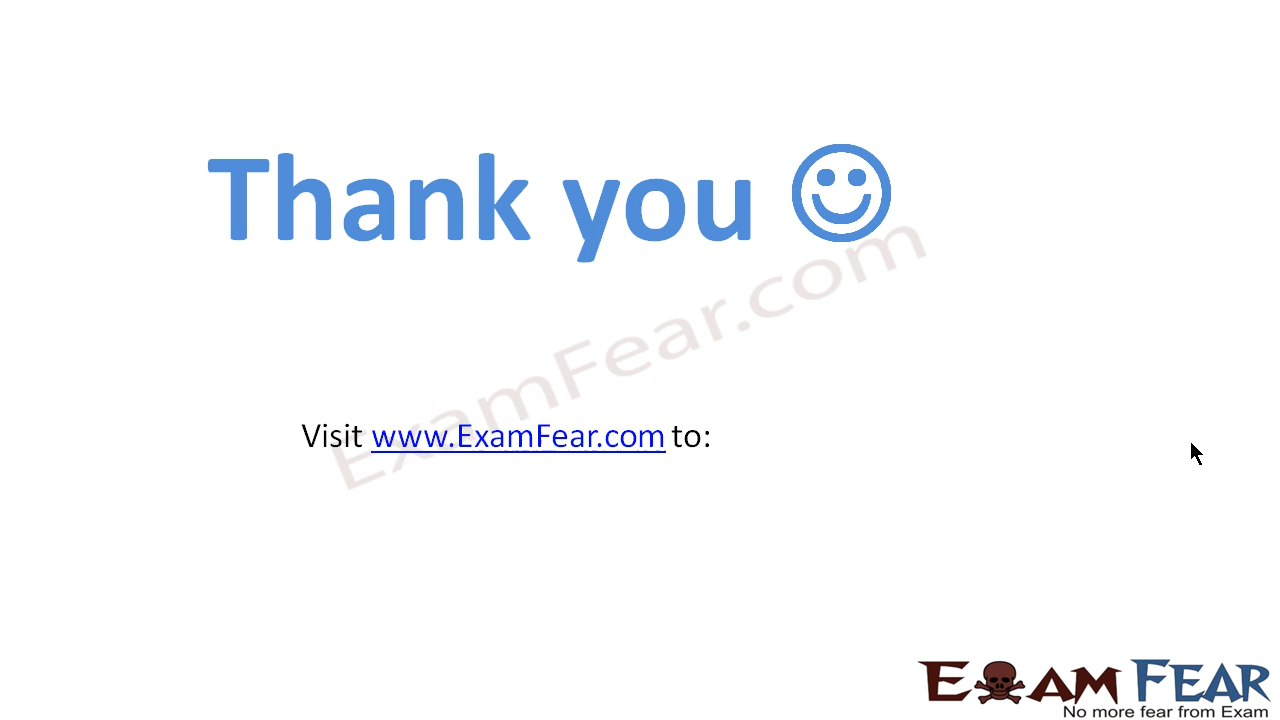 Thank you ☺
ExamFear.com
Visit www.ExamFear.com to:
EXAM FEAR
No more fear from Exam